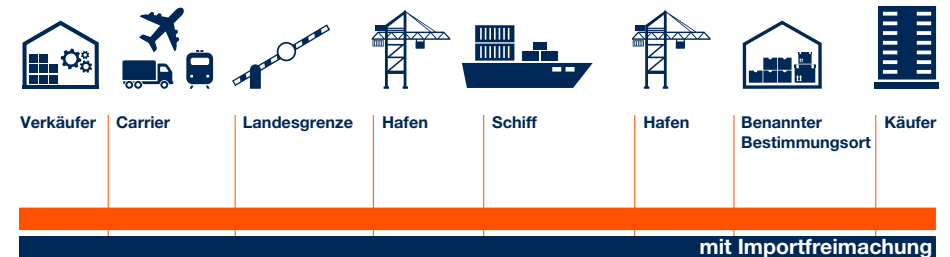 Verkäufer
Carrier
Landesgrenze
Hafen
Schiff
Hafen
Benannter
Bestimmungsort
Käufer
mit Importfreimachung